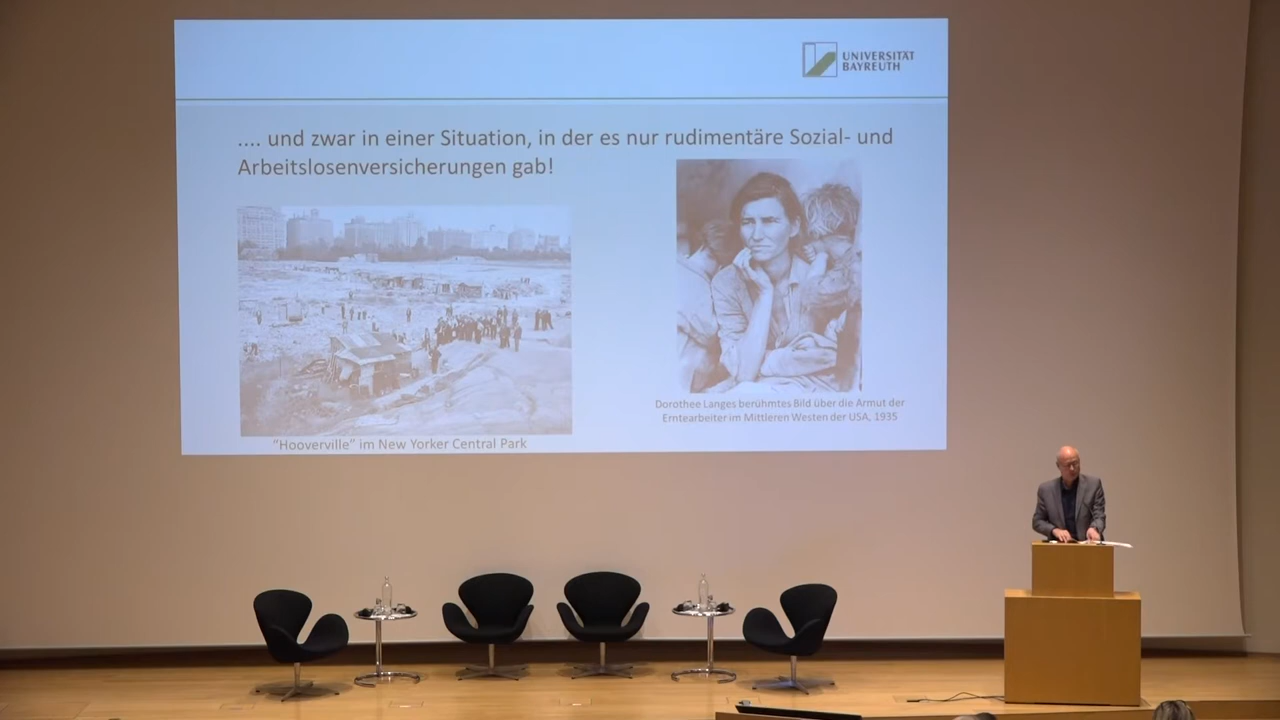 UNIVERSITÄT
BAYREUTH
.... und zwar in einer Situation, in der es nur rudimentäre Sozial- und
Arbeitslosenversicherungen gab!
Dorothee Langes berühmtes Bild über die Armut der
Erntearbeiter im Mittleren Westen der USA, 1935
"Hooverville" im New Yorker Central Park